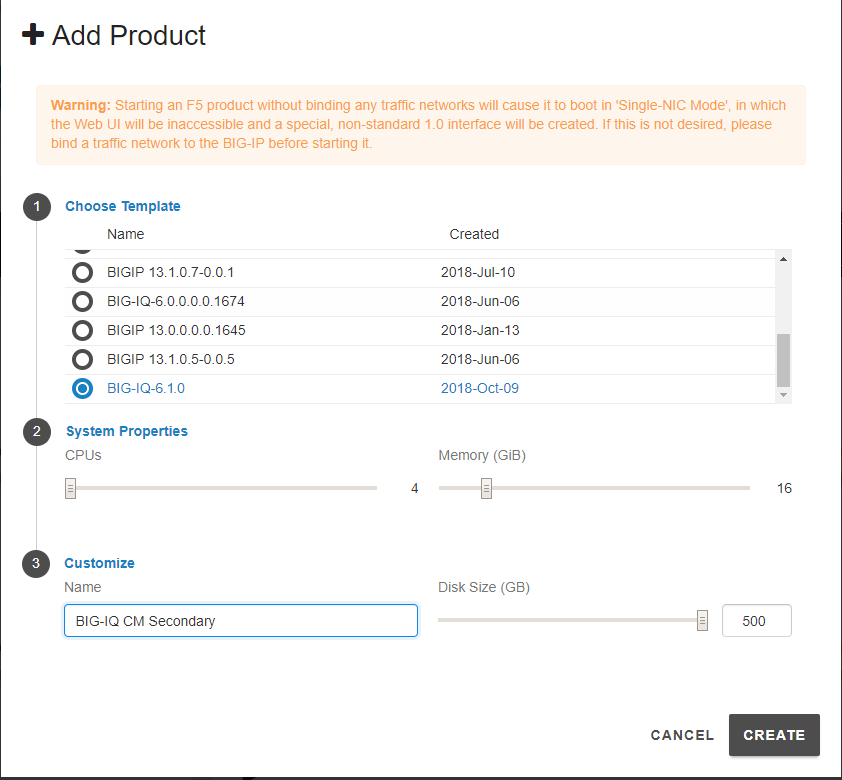 Add Product
Warning: Starting an F5 product without binding any traffic networks will cause it to boot in 'Single-NIC Mode', in which
the Web UI will be inaccessible and a special, non-standard 1.0 interface will be created. If this is not desired, please
bind a traffic network to the BIG-IP before starting it.
1 Choose Template
Name Created
BIGIP 13.1.0.7-0.0.1 2018-Jul-10
BIG-IQ-6.0.0.0.0.1674 2018-Jun-06
BIGIP 13.0.0.0.0.1645 2018-Jan-13
BIGIP 13.1.0.5-0.0.5 2018-Jun-06
BIG-IQ-6.1.0 2018-Oct-09
2 System Properties
CPUs Memory (GiB)
4 16
3 Customize
Name Disk Size (GB)
BIG-IQ CM Secondary 500
CANCEL CREATE